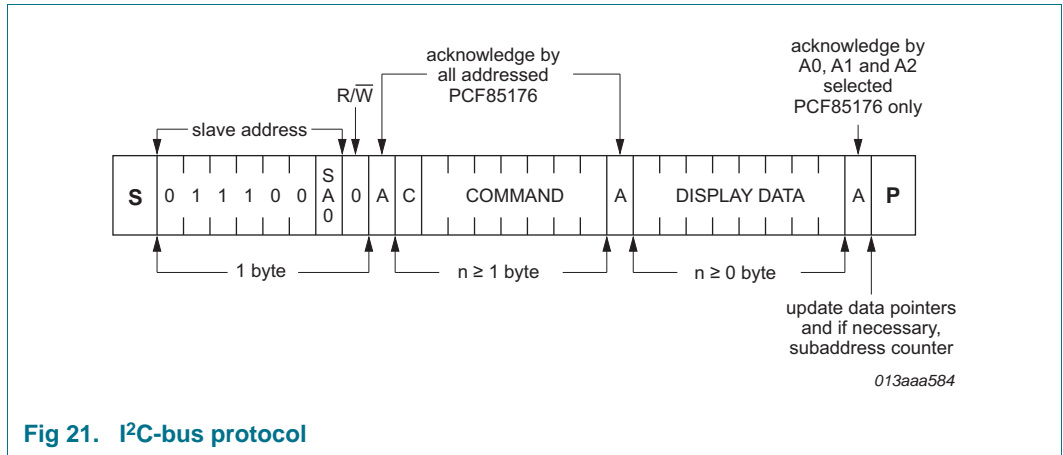 acknowledge by
all addressed
PCF85176
acknowledge by
A0, A1 and A2
selected
PCF85176 only
R/W̅
slave address
S 0 1 1 1 0 0 SA0 0 A C COMMAND A DISPLAY DATA A P
1 byte
n ≥ 1 byte
n ≥ 0 byte
update data pointers
and if necessary,
subaddress counter
013aaa584
Fig 21. I²C-bus protocol